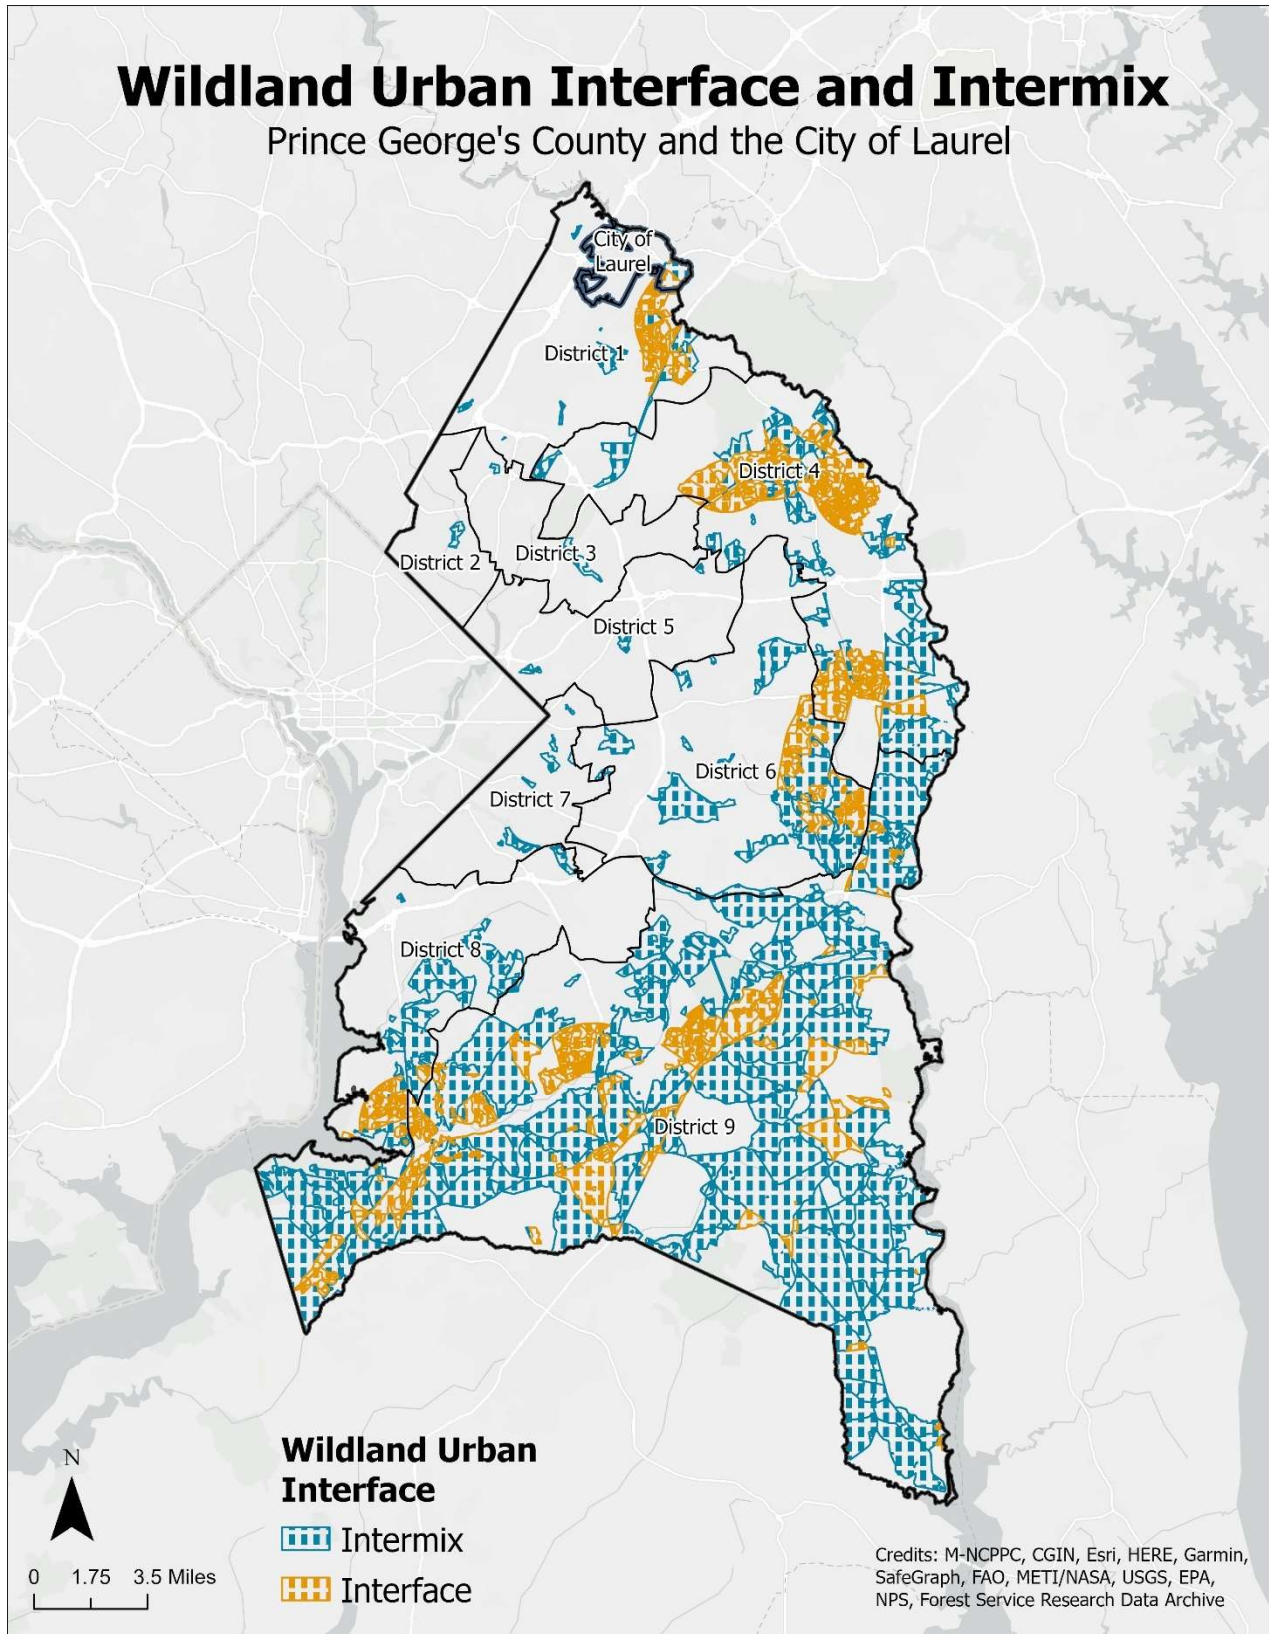 Wildland Urban Interface and Intermix
Prince George's County and the City of Laurel
City of
Laurel
District 1
District 4
District 2
District 3
District 5
District 6
District 7
District 8
District 9
Wildland Urban
Interface
Intermix
Interface
N
0 1.75 3.5 Miles
Credits: M-NCPPC, CGIN, Esri, HERE, Garmin,
SafeGraph, FAO, METI/NASA, USGS, EPA,
NPS, Forest Service Research Data Archive